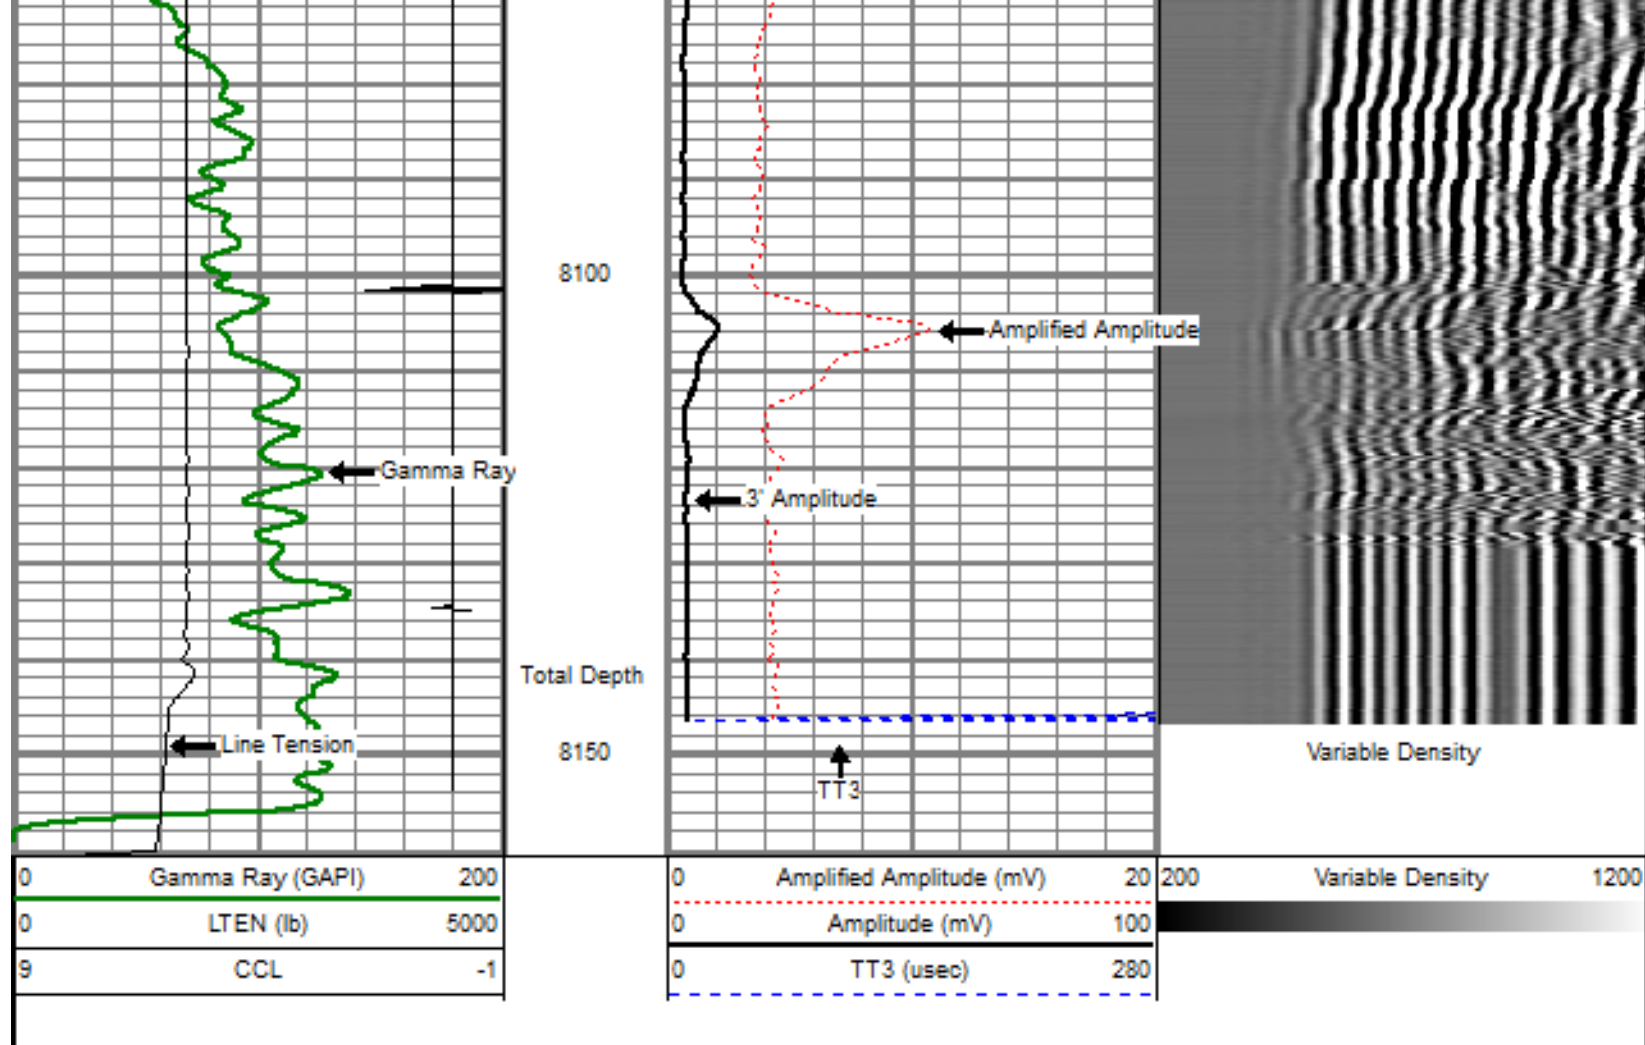 8100
Amplified Amplitude
Gamma Ray
3' Amplitude
Total Depth
Line Tension
8150
Variable Density
TT3
0 Gamma Ray (GAPI) 200
0 Amplified Amplitude (mV) 20
200 Variable Density 1200
0 LTEN (lb) 5000
0 Amplitude (mV) 100
9 CCL -1
0 TT3 (usec) 280